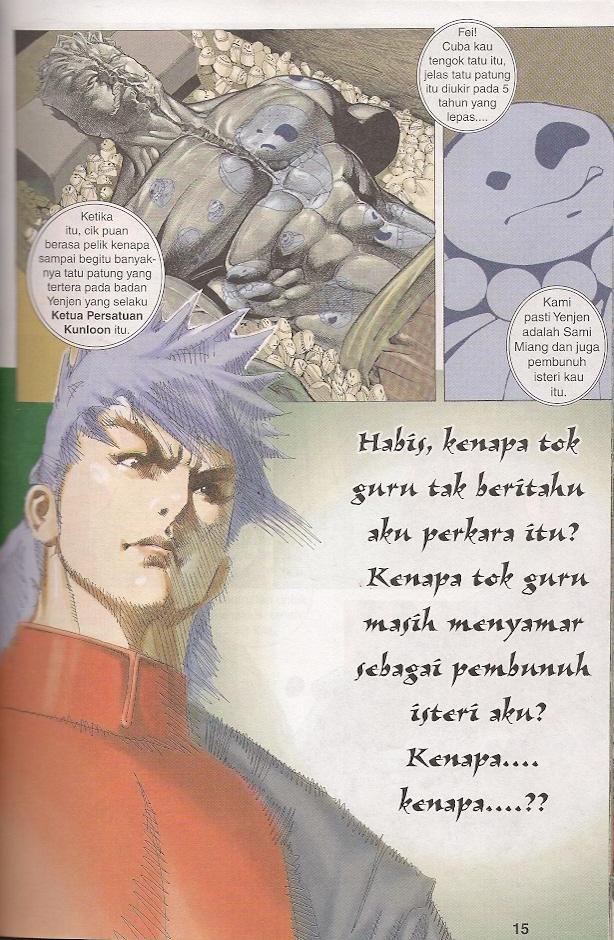 Fei!
Cuba kau
tengok tatu itu,
jelas tatu patung
itu diukir pada 5
tahun yang
lepas....
Ketika
itu, cik puan
berasa pelik kenapa
sampai begitu banyak-
nya tatu patung yang
tertera pada badan
Yenjen yang selaku
Ketua Persatuan
Kunloon itu.
Kami
pasti Yenjen
adalah Sami
Miang dan juga
pembunuh
isteri kau
itu.
Habis, kenapa tok
guru tak beritahu
aku perkara itu?
Kenapa tok guru
masih menyamar
sebagai pembunuh
isteri aku?
Kenapa....
kenapa....??
15